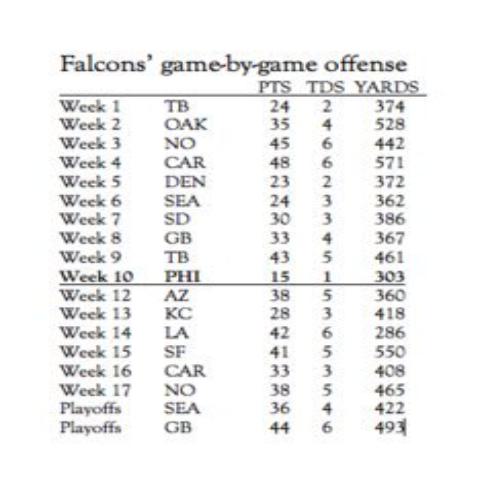 Falcons' game-by-game offense
PTS TDS YARDS
Week 1 TB 24 2 374
Week 2 OAK 35 4 528
Week 3 NO 45 6 442
Week 4 CAR 48 6 571
Week 5 DEN 23 2 372
Week 6 SEA 24 3 362
Week 7 SD 30 3 386
Week 8 GB 33 4 367
Week 9 TB 43 5 461
Week 10 PHI 15 1 303
Week 12 AZ 38 5 360
Week 13 KC 28 3 418
Week 14 LA 42 6 286
Week 15 SF 41 5 550
Week 16 CAR 33 3 408
Week 17 NO 38 5 465
Playoffs SEA 36 4 422
Playoffs GB 44 6 493